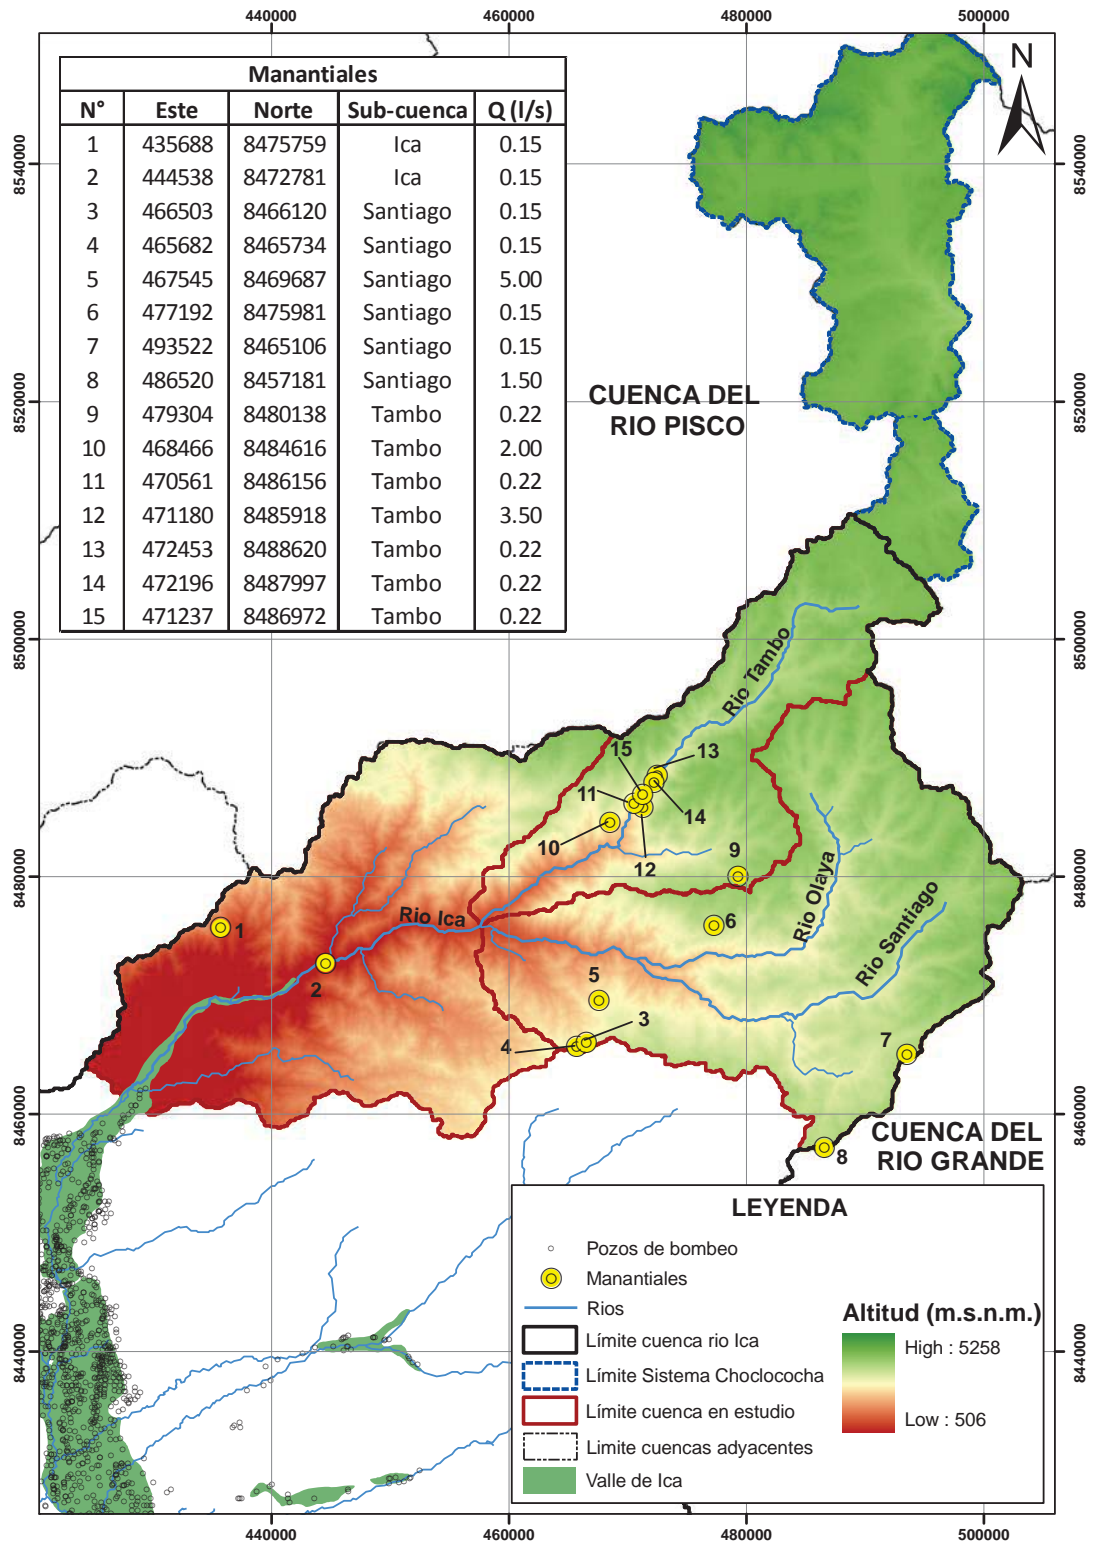 440000 460000 480000 500000
Manantiales
N° Este Norte Sub-cuenca Q (l/s)
1 435688 8475759 Ica 0.15
2 444538 8472781 Ica 0.15
3 466503 8466120 Santiago 0.15
4 465682 8465734 Santiago 0.15
5 467545 8469687 Santiago 5.00
6 477192 8475981 Santiago 0.15
7 493522 8465106 Santiago 0.15
8 486520 8457181 Santiago 1.50
9 479304 8480138 Tambo 0.22
10 468466 8484616 Tambo 2.00
11 470561 8486156 Tambo 0.22
12 471180 8485918 Tambo 3.50
13 472453 8488620 Tambo 0.22
14 472196 8487997 Tambo 0.22
15 471237 8486972 Tambo 0.22
N
8540000 8540000
8520000 8520000
CUENCA DEL
RIO PISCO
8500000 8500000
Rio Tambo
15 13
11 14
10 12
9
8480000 8480000
Rio Olaya
Rio Santiago
Rio Ica
6
1
2
5
3
4
7
8460000 8460000
CUENCA DEL
RIO GRANDE
8
LEYENDA
Pozos de bombeo
Manantiales
Rios
Límite cuenca rio Ica
Límite Sistema Choclococha
Límite cuenca en estudio
Limite cuencas adyacentes
Valle de Ica
Altitud (m.s.n.m.)
High : 5258
Low : 506
8440000 8440000
440000 460000 480000 500000